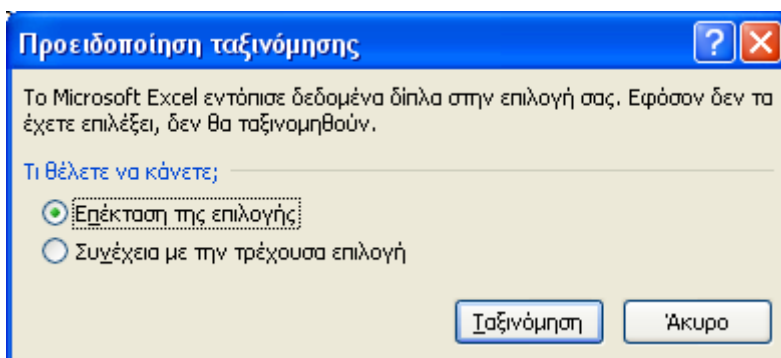 Προειδοποίηση ταξινόμησης
Το Microsoft Excel εντόπισε δεδομένα δίπλα στην επιλογή σας. Εφόσον δεν τα
έχετε επιλέξει, δεν θα ταξινομηθούν.
Τι θέλετε να κάνετε;
Επέκταση της επιλογής
Συνέχεια με την τρέχουσα επιλογή
Ταξινόμηση Άκυρο